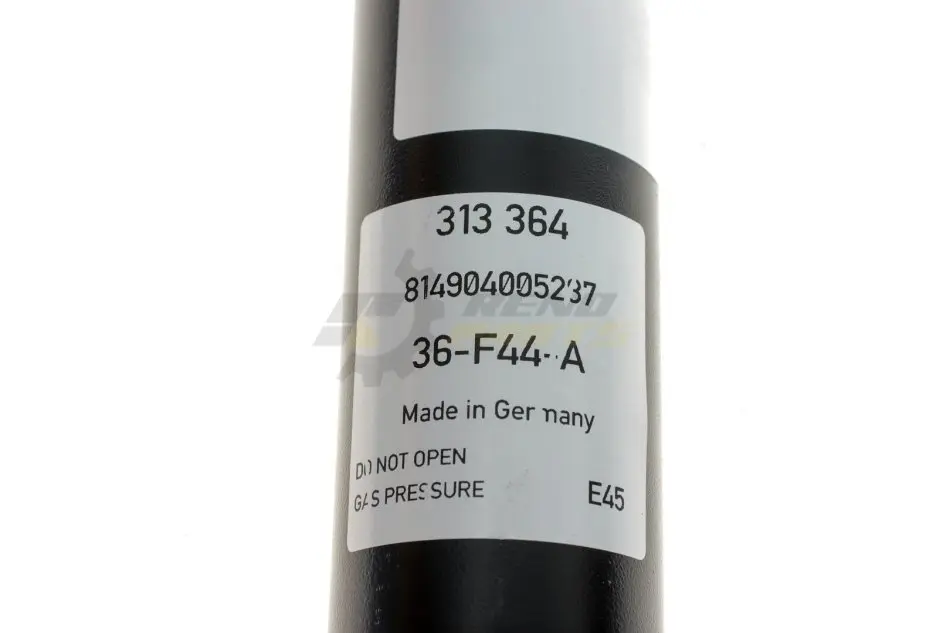 313 364
814904005237
36-F44-A
Made in Germany
DO NOT OPEN
GAS PRESSURE
E45